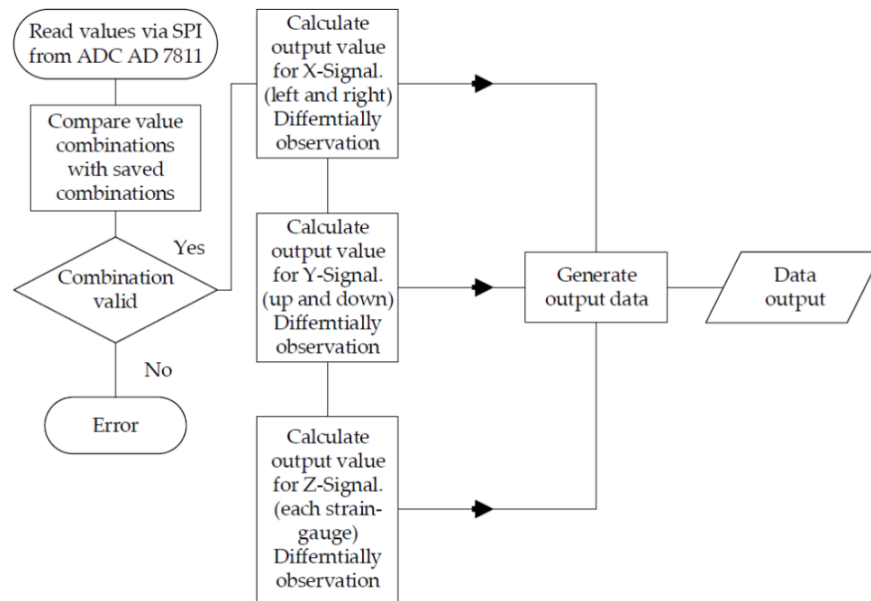 Read values via SPI
from ADC AD 7811
Compare value
combinations
with saved
combinations
Yes
Combination
valid
No
Error
Calculate
output value
for X-Signal.
(left and right)
Differntially
observation
Calculate
output value
for Y-Signal.
(up and down)
Differntially
observation
Calculate
output value
for Z-Signal.
(each strain-
gauge)
Differntially
observation
Generate
output data
Data
output